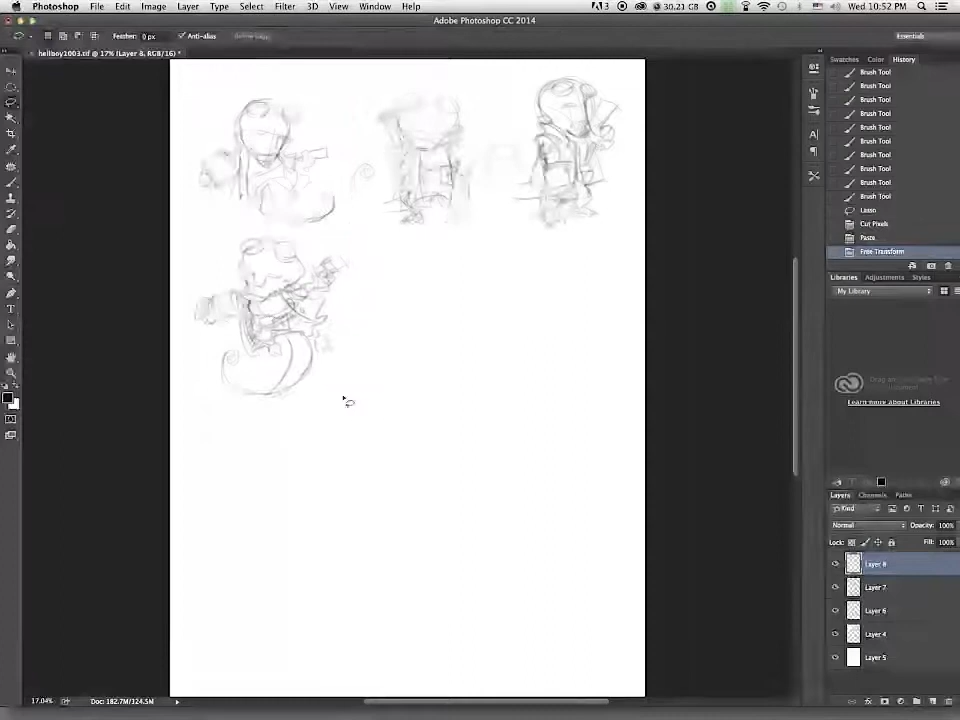 Photoshop File Edit Image Layer Type Select Filter 3D View Window Help 3 30.21 GB Wed 10:52 PM
Adobe Photoshop CC 2014
Feather: 0 px Anti-alias Essentials
hellboy1003.tif @ 17% (Layer 8, RGB/16) *
Swatches Color History
Brush Tool
Brush Tool
Brush Tool
Brush Tool
Brush Tool
Brush Tool
Brush Tool
Brush Tool
Brush Tool
Brush Tool
Lasso
Cut Pixels
Paste
Free Transform
Libraries Adjustments Styles
My Library
Learn more about Libraries
Layers Channels Paths
Kind
Normal Opacity: 100%
Lock: Fill: 100%
Layer 8
Layer 7
Layer 6
Layer 4
Layer 5
17.04% Doc: 182.7M/124.5M